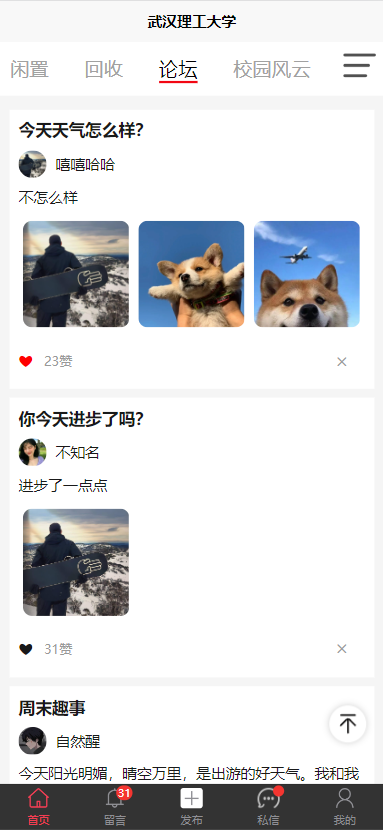 武汉理工大学
闲置 回收 论坛 校园风云
今天天气怎么样?
嘻嘻哈哈
不怎么样
23赞
你今天进步了吗?
不知名
进步了一点点
31赞
周末趣事
自然醒
今天阳光明媚，晴空万里，是出游的好天气。我和我
31
首页 留言 发布 私信 我的